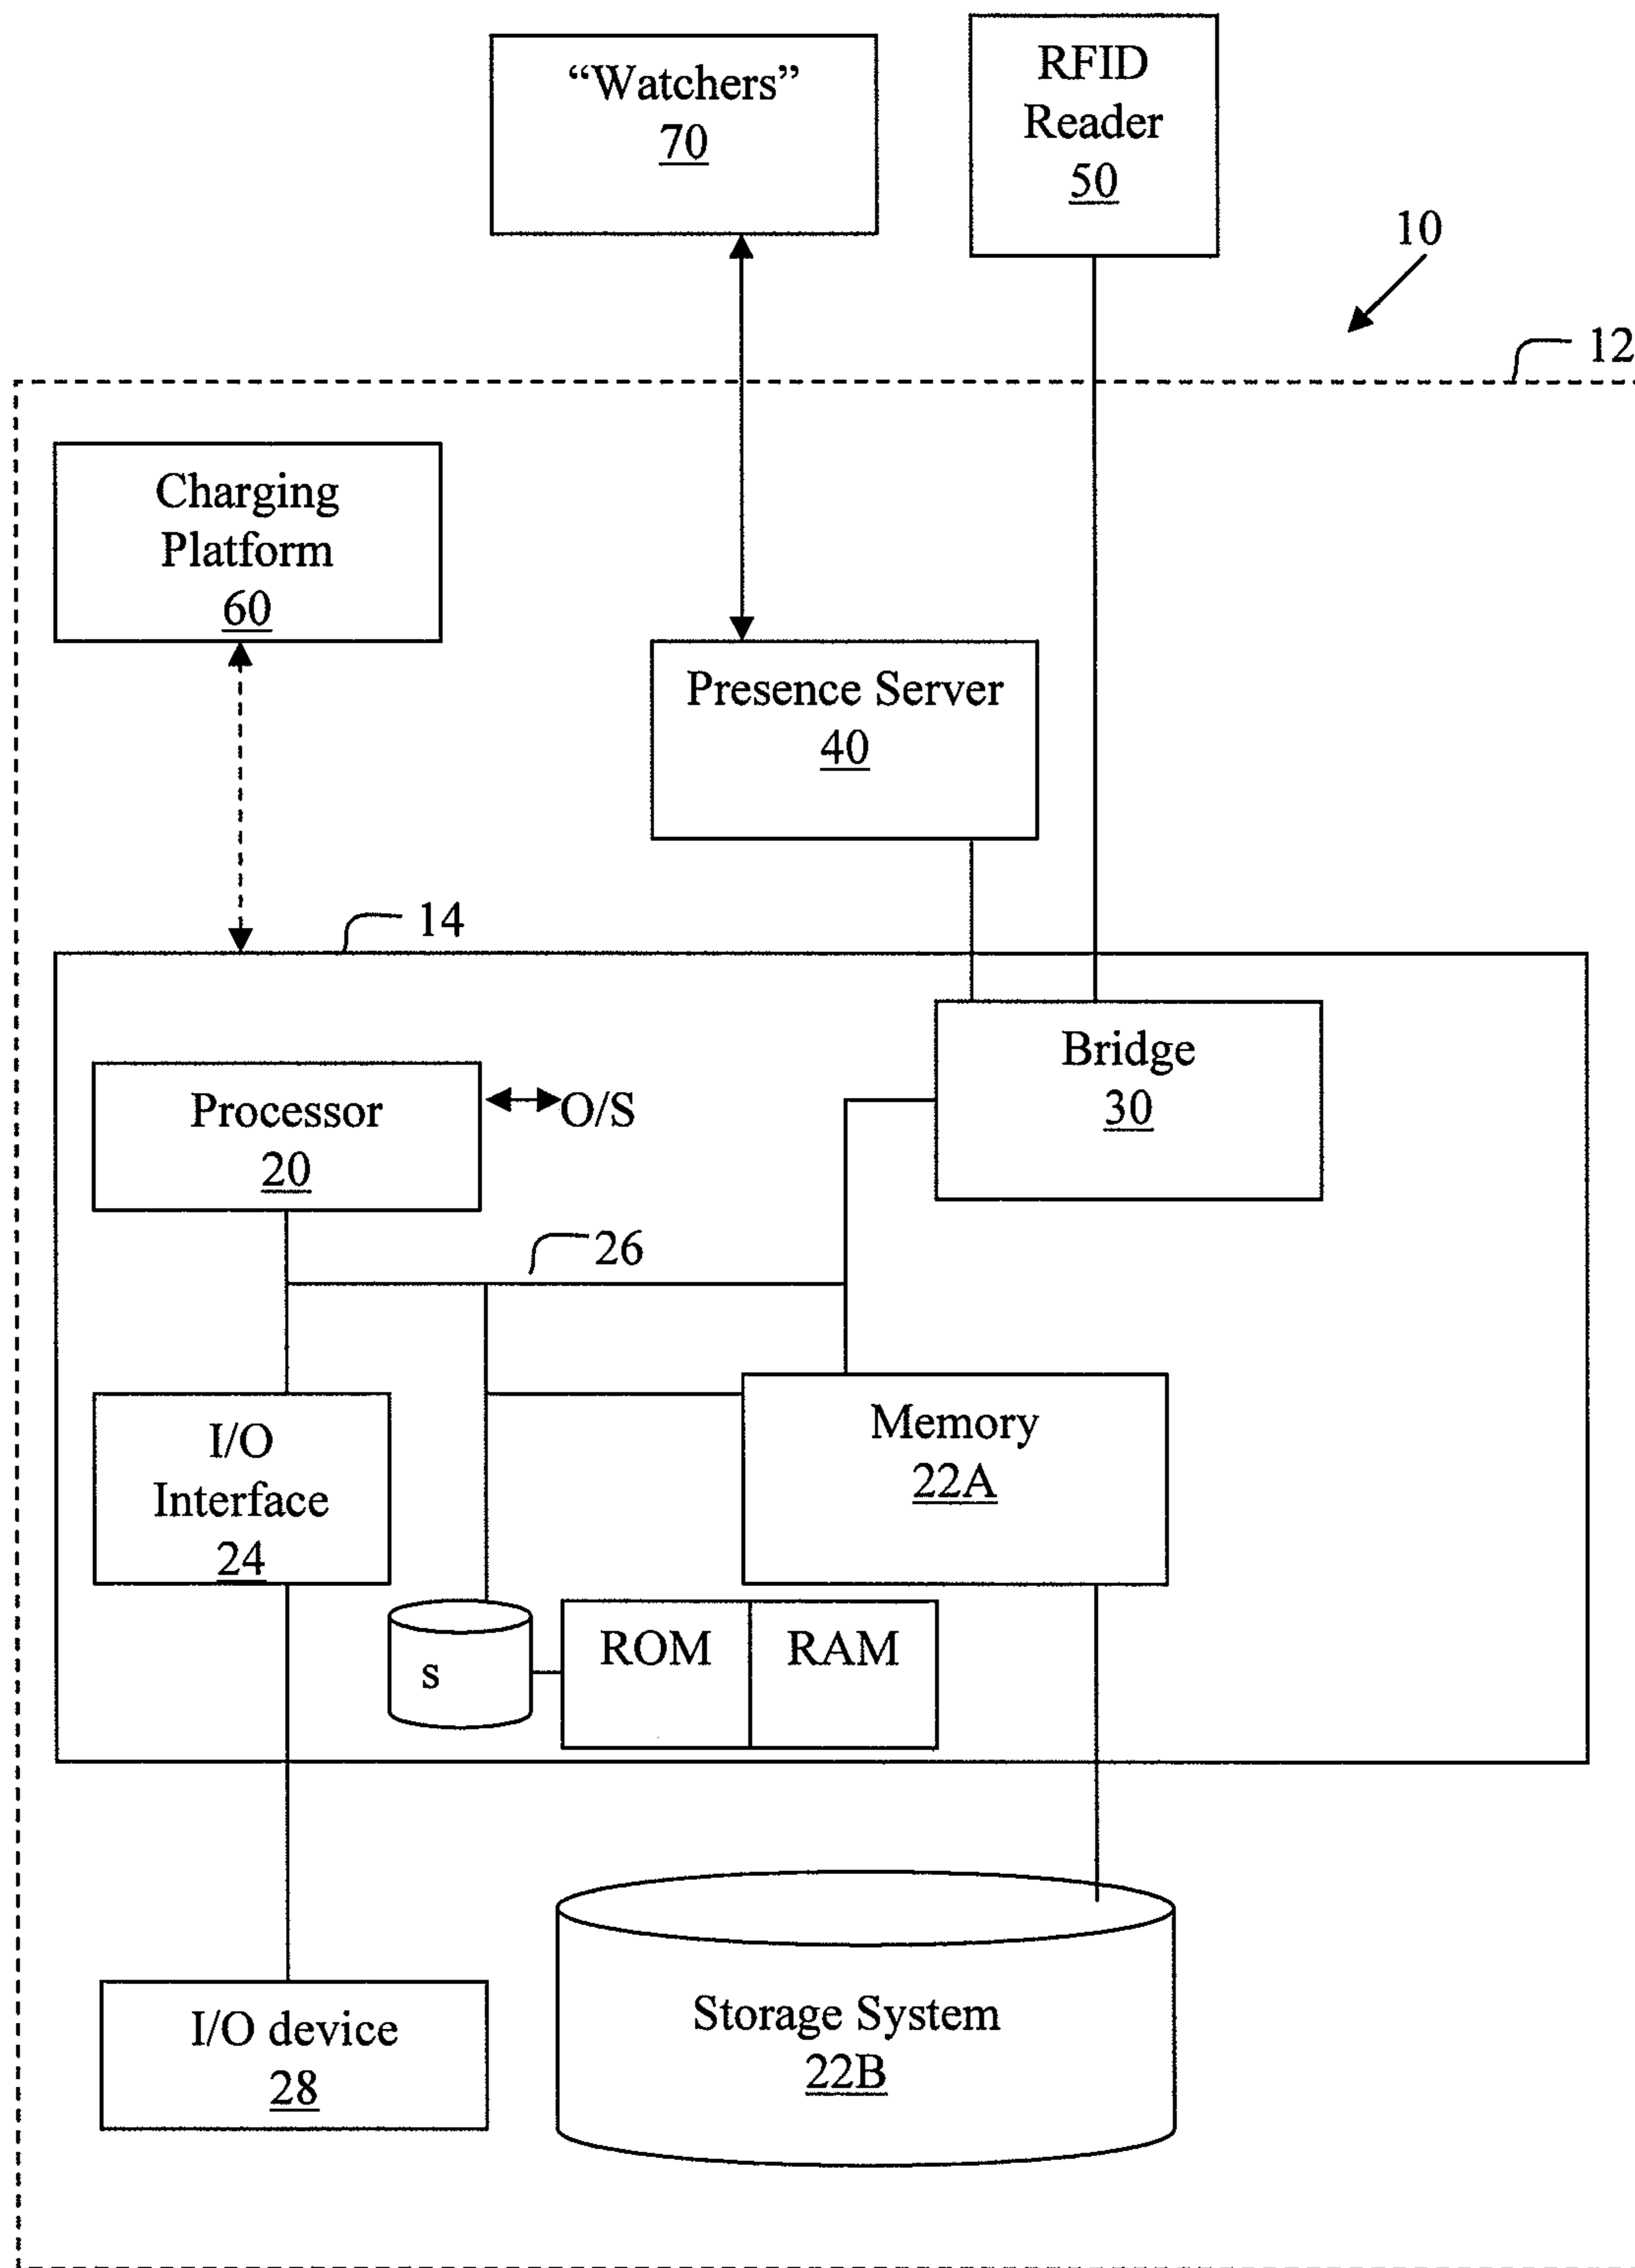 “Watchers”
70
RFID
Reader
50
10
12
Charging
Platform
60
Presence Server
40
14
Bridge
30
Processor
20
O/S
26
I/O
Interface
24
Memory
22A
s
ROM
RAM
I/O device
28
Storage System
22B